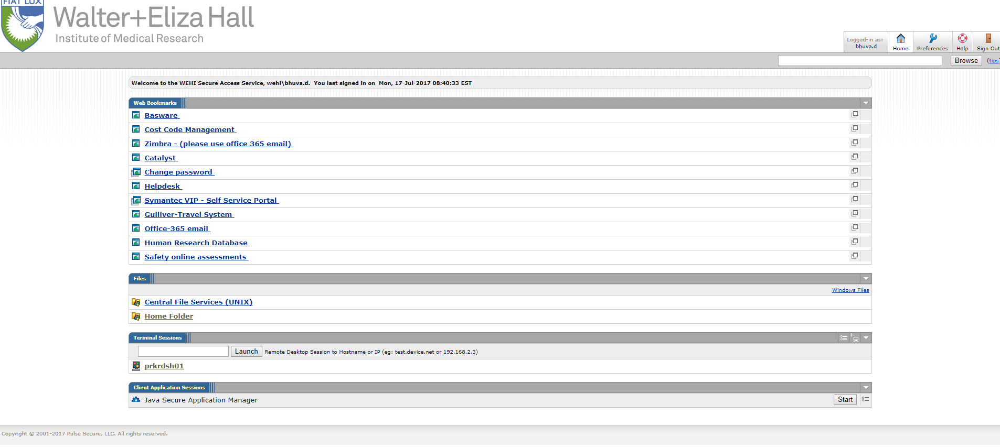 FIAT LUX
Walter+Eliza Hall
Institute of Medical Research
Logged-in as:
bhuva.d
Home
Preferences
Help
Sign Out
Browse
(tips)
Welcome to the WEHI Secure Access Service, wehi\bhuva.d. You last signed in on Mon, 17-Jul-2017 08:40:33 EST
Web Bookmarks
Basware
Cost Code Management
Zimbra - (please use office 365 email)
Catalyst
Change password
Helpdesk
Symantec VIP - Self Service Portal
Gulliver-Travel System
Office-365 email
Human Research Database
Safety online assessments
Files
Windows Files
Central File Services (UNIX)
Home Folder
Terminal Sessions
Launch Remote Desktop Session to Hostname or IP (eg: test.device.net or 192.168.2.3)
prkrdsh01
Client Application Sessions
Java Secure Application Manager
Start
Copyright © 2001-2017 Pulse Secure, LLC. All rights reserved.